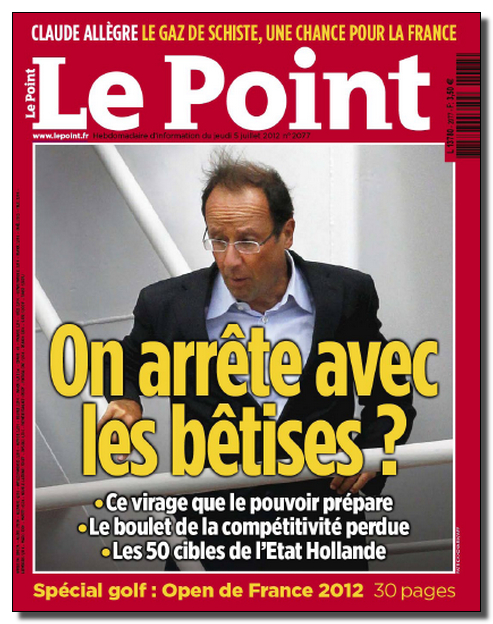 CLAUDE ALLÈGRE LE GAZ DE SCHISTE, UNE CHANCE POUR LA FRANCE
Le Point
Le Point
www.lepoint.fr Hebdomadaire d'information du jeudi 5 juillet 2012 n°2077
On arrête avec
les bêtises ?
•Ce virage que le pouvoir prépare
•Le boulet de la compétitivité perdue
•Les 50 cibles de l'Etat Hollande
Spécial golf : Open de France 2012 30 pages